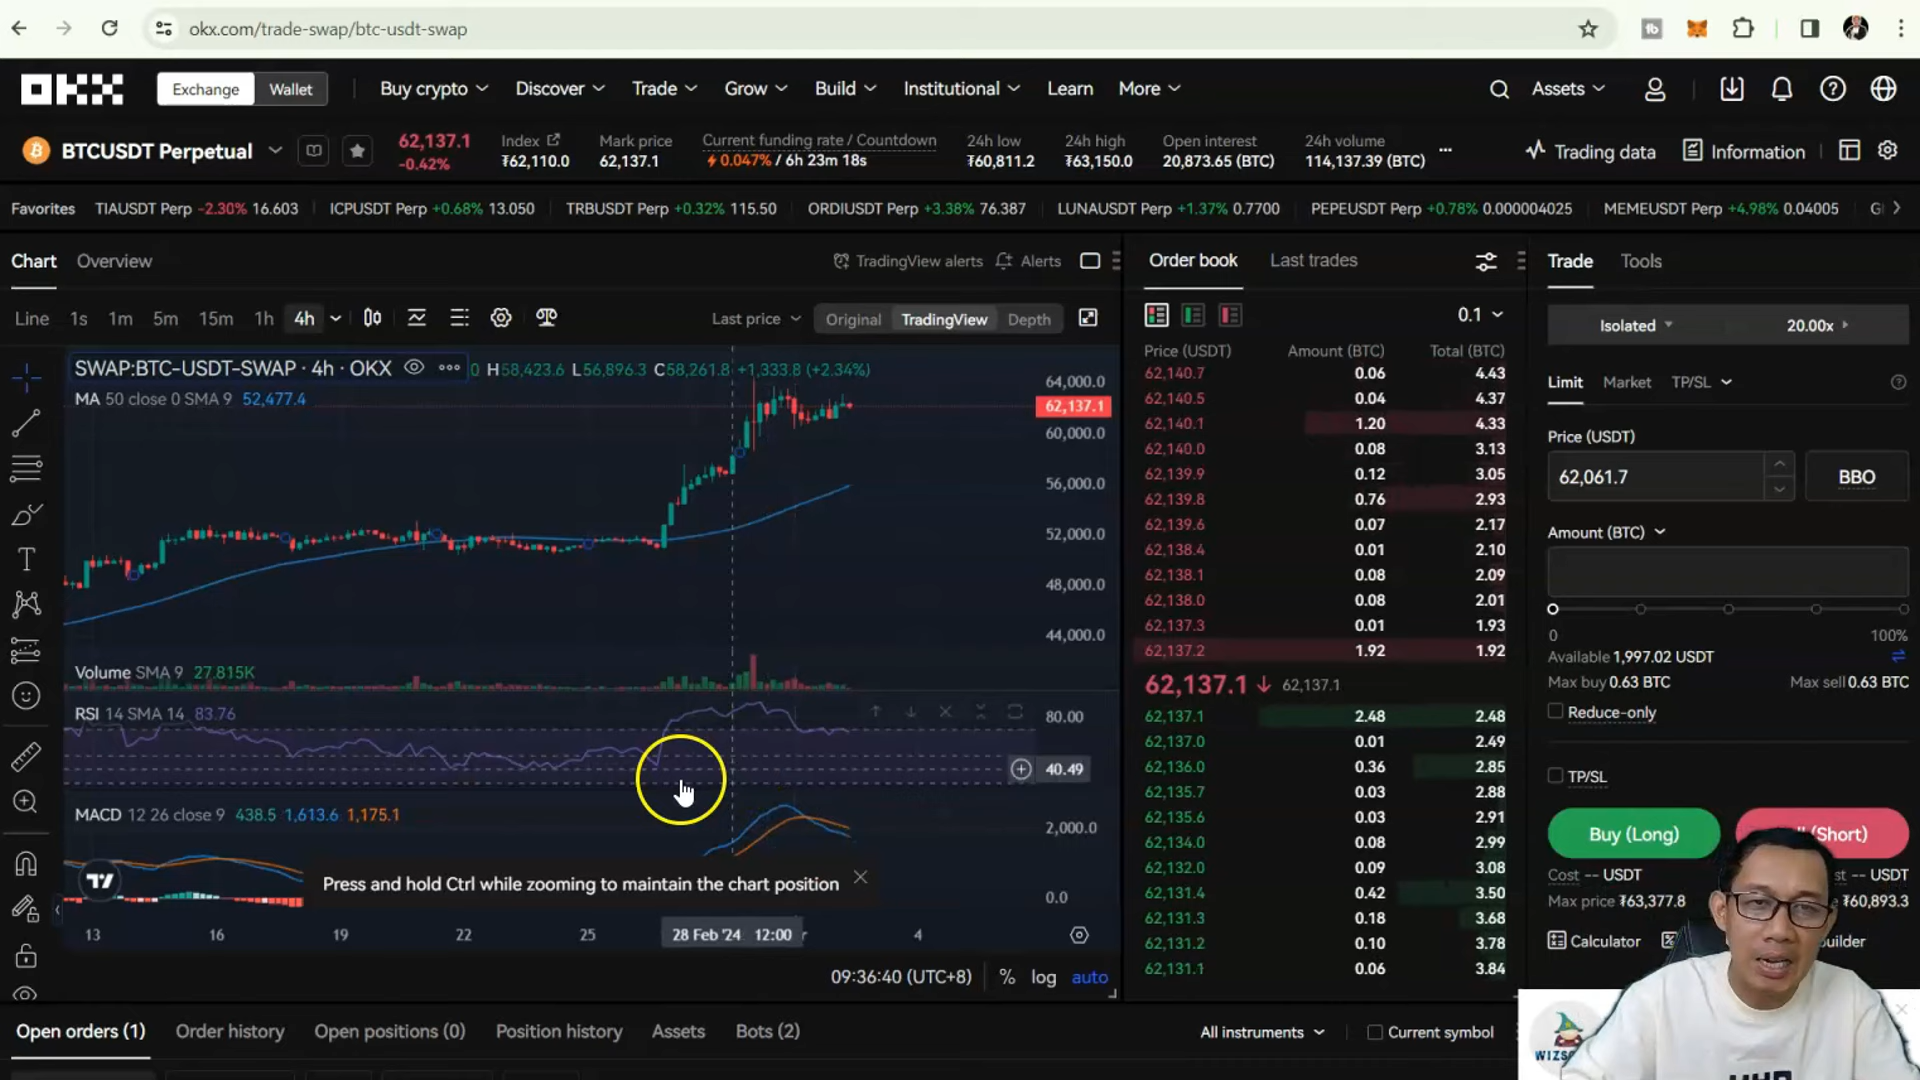 okx.com/trade-swap/btc-usdt-swap
OKX Exchange Wallet Buy crypto Discover Trade Grow Build Institutional Learn More Assets
BTCUSDT Perpetual
62,137.1
-0.42%
Index
₮62,110.0
Mark price
62,137.1
Current funding rate / Countdown
0.047% / 6h 23m 18s
24h low
₮60,811.2
24h high
₮63,150.0
Open interest
20,873.65 (BTC)
24h volume
114,137.39 (BTC)
Trading data
Information
Favorites TIAUSDT Perp -2.30% 16.603 ICPUSDT Perp +0.68% 13.050 TRBUSDT Perp +0.32% 115.50 ORDIUSDT Perp +3.38% 76.387 LUNAUSDT Perp +1.37% 0.7700 PEPEUSDT Perp +0.78% 0.000004025 MEMEUSDT Perp +4.98% 0.04005
Chart Overview TradingView alerts Alerts
Line 1s 1m 5m 15m 1h 4h Last price Original TradingView Depth
SWAP:BTC-USDT-SWAP · 4h · OKX 0 H58,423.6 L56,896.3 C58,261.8 +1,333.8 (+2.34%)
MA 50 close 0 SMA 9 52,477.4
64,000.0
62,137.1
60,000.0
56,000.0
52,000.0
48,000.0
44,000.0
Volume SMA 9 27.815K
RSI 14 SMA 14 83.76
80.00
40.49
MACD 12 26 close 9 438.5 1,613.6 1,175.1
2,000.0
Press and hold Ctrl while zooming to maintain the chart position
0.0
13 16 19 22 25 28 Feb '24 12:00 4
09:36:40 (UTC+8) % log auto
Order book Last trades
0.1
Price (USDT) Amount (BTC) Total (BTC)
62,140.7 0.06 4.43
62,140.5 0.04 4.37
62,140.1 1.20 4.33
62,140.0 0.08 3.13
62,139.9 0.12 3.05
62,139.8 0.76 2.93
62,139.6 0.07 2.17
62,138.4 0.01 2.10
62,138.1 0.08 2.09
62,138.0 0.08 2.01
62,137.3 0.01 1.93
62,137.2 1.92 1.92
62,137.1 62,137.1
62,137.1 2.48 2.48
62,137.0 0.01 2.49
62,136.0 0.36 2.85
62,135.7 0.03 2.88
62,135.6 0.03 2.91
62,134.0 0.08 2.99
62,132.0 0.09 3.08
62,131.4 0.42 3.50
62,131.3 0.18 3.68
62,131.2 0.10 3.78
62,131.1 0.06 3.84
Trade Tools
Isolated 20.00x
Limit Market TP/SL
Price (USDT)
62,061.7 BBO
Amount (BTC)
0 100%
Available 1,997.02 USDT
Max buy 0.63 BTC Max sell 0.63 BTC
Reduce-only
TP/SL
Buy (Long) (Short)
Cost -- USDT -- USDT
Max price ₮63,377.8 ₮60,893.3
Calculator
Open orders (1) Order history Open positions (0) Position history Assets Bots (2) All instruments Current symbol